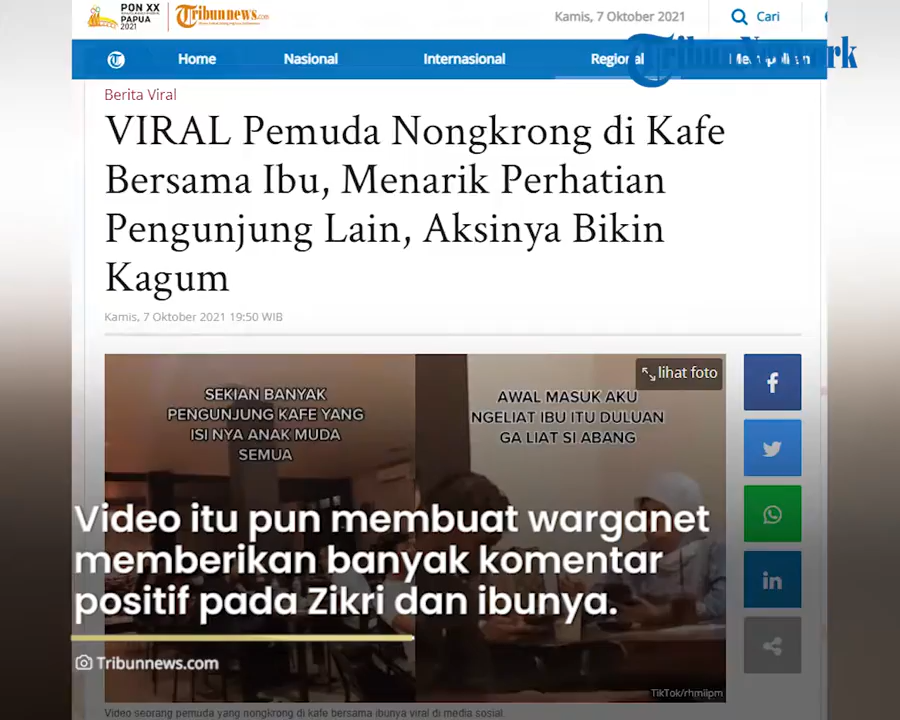 PON XX
PAPUA
2021
Tribunnews.com
Kamis, 7 Oktober 2021
Cari
TribunNetwork
Home
Nasional
Internasional
Regional
Metropolitan
Berita Viral
VIRAL Pemuda Nongkrong di Kafe
Bersama Ibu, Menarik Perhatian
Pengunjung Lain, Aksinya Bikin
Kagum
Kamis, 7 Oktober 2021 19:50 WIB
lihat foto
SEKIAN BANYAK
PENGUNJUNG KAFE YANG
ISI NYA ANAK MUDA
SEMUA
AWAL MASUK AKU
NGELIAT IBU ITU DULUAN
GA LIAT SI ABANG
Video itu pun membuat warganet
memberikan banyak komentar
positif pada Zikri dan ibunya.
Tribunnews.com
TikTok/rhmiipm
Video seorang pemuda yang nongkrong di kafe bersama ibunya viral di media sosial.